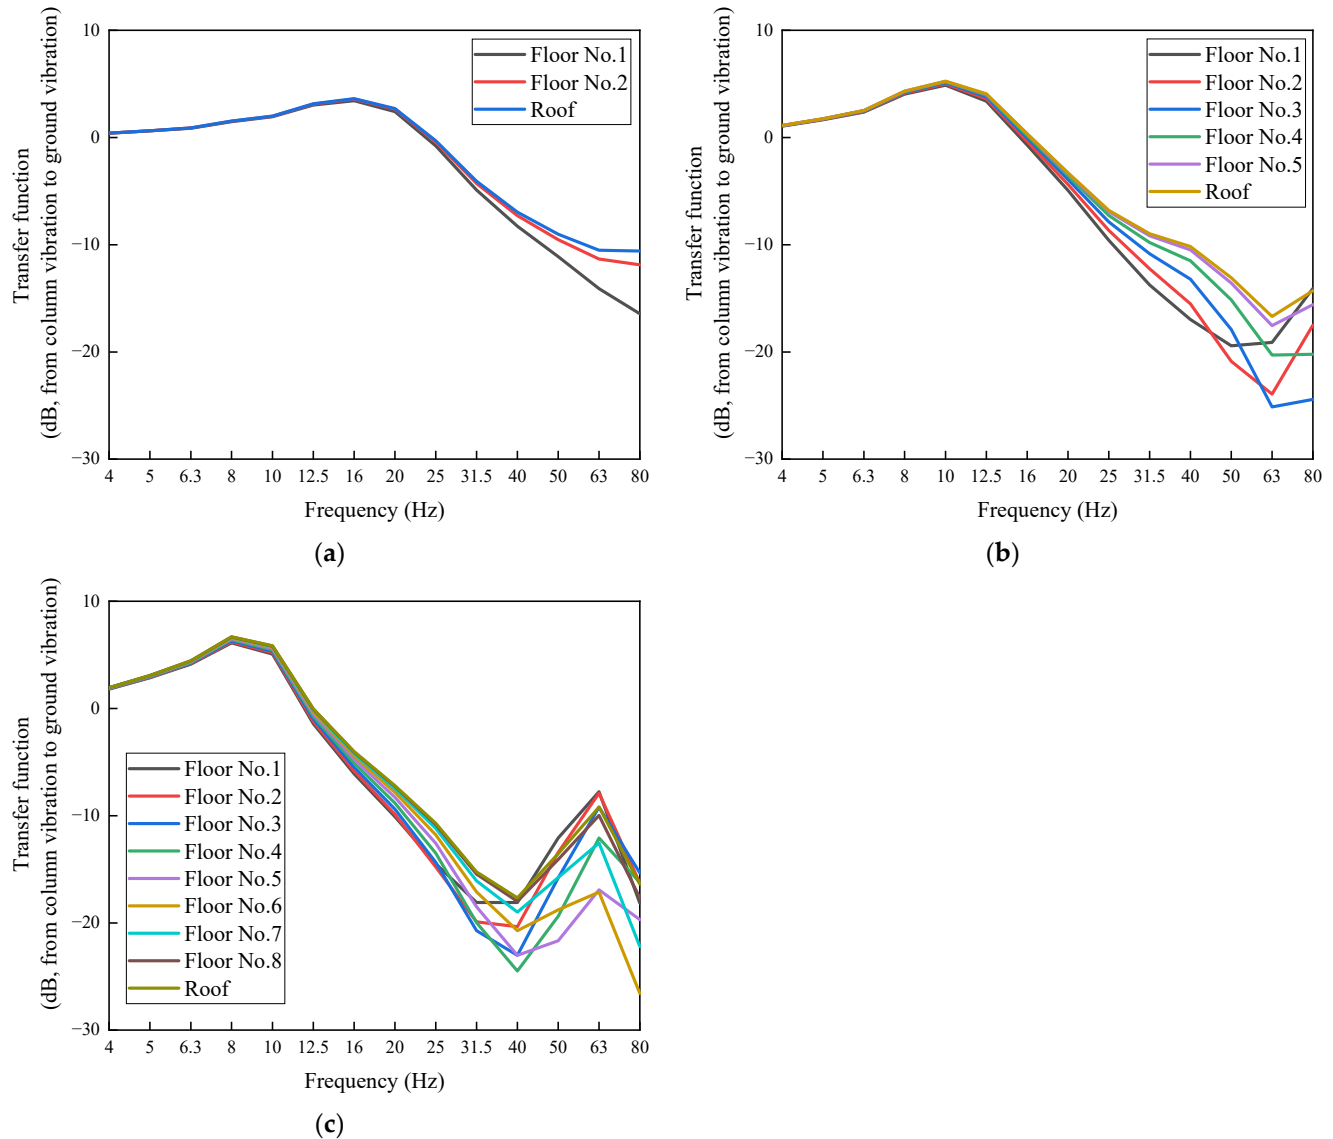 Transfer function
(dB, from column vibration to ground vibration)
10
0
−10
−20
−30
Floor No.1
Floor No.2
Roof
4 5 6.3 8 10 12.5 16 20 25 31.5 40 50 63 80
Frequency (Hz)
(a)
Transfer function
(dB, from column vibration to ground vibration)
10
0
−10
−20
−30
Floor No.1
Floor No.2
Floor No.3
Floor No.4
Floor No.5
Roof
4 5 6.3 8 10 12.5 16 20 25 31.5 40 50 63 80
Frequency (Hz)
(b)
Transfer function
(dB, from column vibration to ground vibration)
10
0
−10
−20
−30
Floor No.1
Floor No.2
Floor No.3
Floor No.4
Floor No.5
Floor No.6
Floor No.7
Floor No.8
Roof
4 5 6.3 8 10 12.5 16 20 25 31.5 40 50 63 80
Frequency (Hz)
(c)